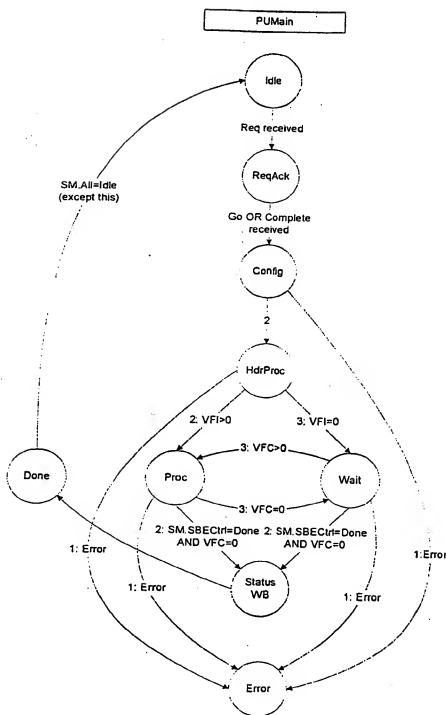 PUMain
Idle
Req received
ReqAck
SM.All=Idle
(except this)
Go OR Complete
received
Config
2
HdrProc
2: VFI>0
3: VFI=0
3: VFC>0
Done
Proc
Wait
3: VFC=0
2: SM.SBECtrl=Done
AND VFC=0
2: SM.SBECtrl=Done
AND VFC=0
1: Error
1: Error
Status
WB
1: Error
1:Error
Error